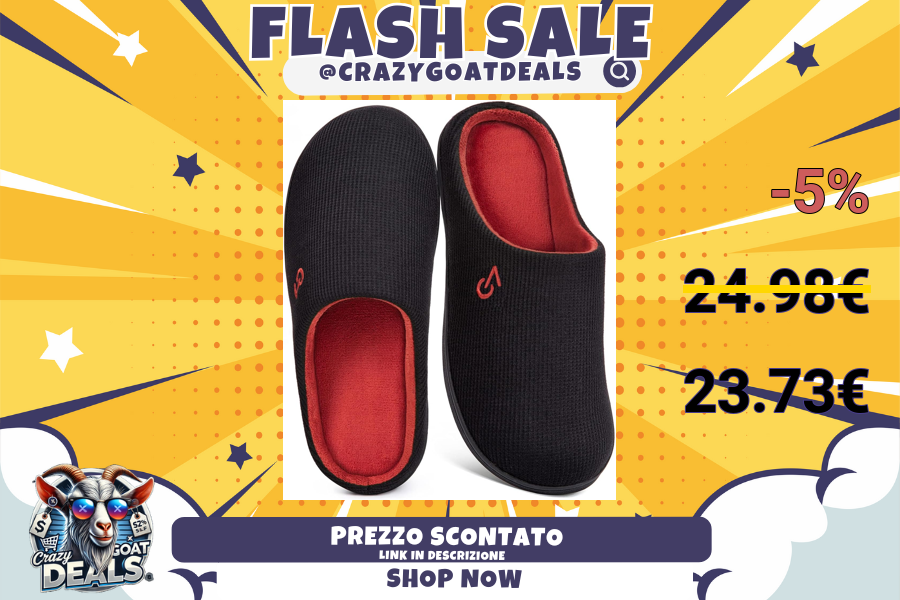 FLASH SALE
@CRAZYGOATDEALS
-5%
24.98€
23.73€
PREZZO SCONTATO
LINK IN DESCRIZIONE
SHOP NOW
$
Crazy
GOAT
DEALS